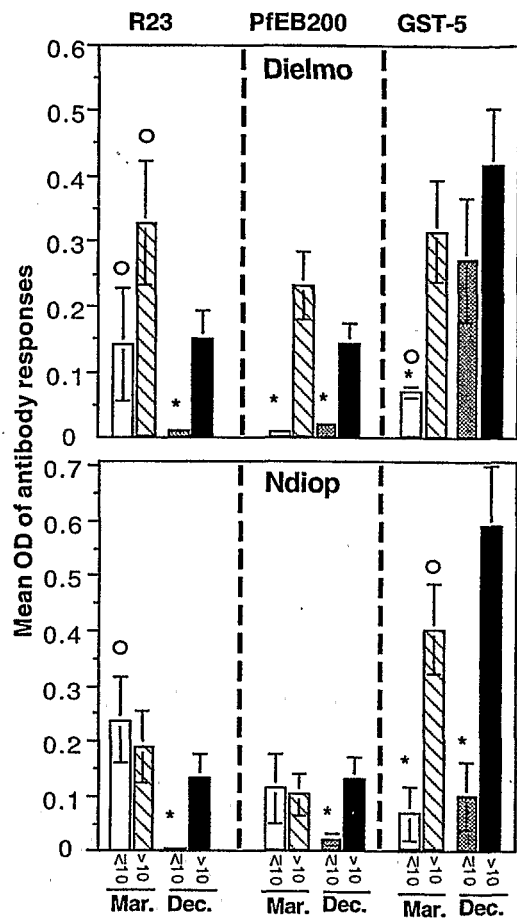 R23 PfEB200 GST-5
Mean OD of antibody responses
Dielmo
0.6
0.5
0.4
0.3
0.2
0.1
0
O O * * * O *
Ndiop
0.7
0.6
0.5
0.4
0.3
0.2
0.1
0
O * * * O *
≧10 >10 ≧10 >10 ≧10 >10 ≧10 >10 ≧10 >10 ≧10 >10
Mar. Dec. Mar. Dec. Mar. Dec.